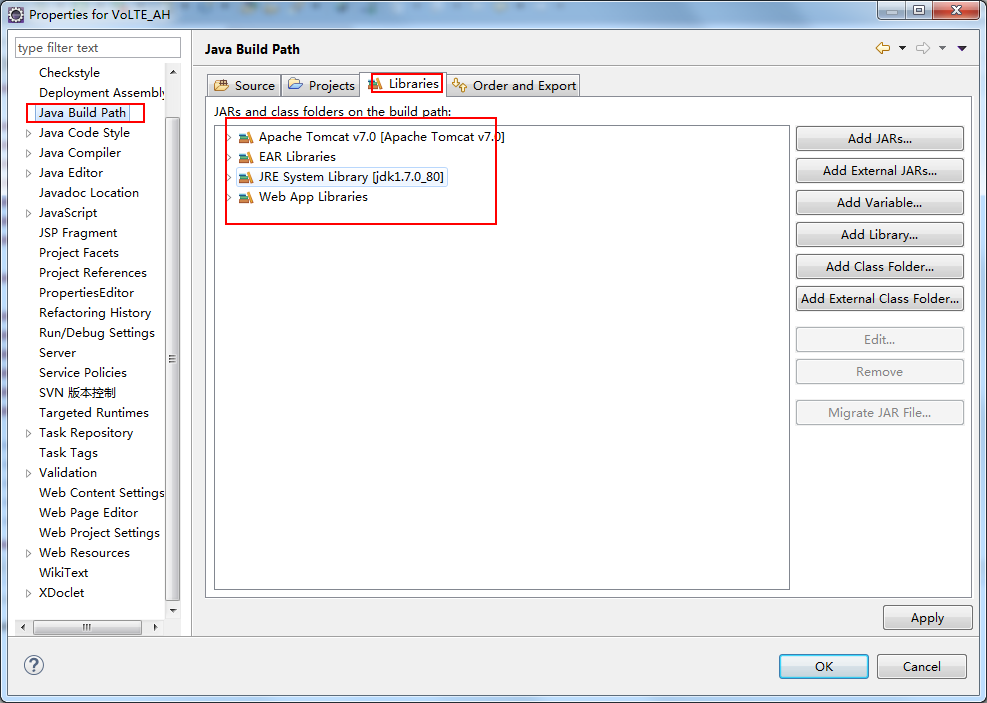 Properties for VoLTE_AH
type filter text
Checkstyle
Deployment Assembly
Java Build Path
Java Code Style
Java Compiler
Java Editor
Javadoc Location
JavaScript
JSP Fragment
Project Facets
Project References
PropertiesEditor
Refactoring History
Run/Debug Settings
Server
Service Policies
SVN 版本控制
Targeted Runtimes
Task Repository
Task Tags
Validation
Web Content Settings
Web Page Editor
Web Project Settings
Web Resources
WikiText
XDoclet
Java Build Path
Source Projects Libraries Order and Export
JARs and class folders on the build path:
Apache Tomcat v7.0 [Apache Tomcat v7.0]
EAR Libraries
JRE System Library [jdk1.7.0_80]
Web App Libraries
Add JARs...
Add External JARs...
Add Variable...
Add Library...
Add Class Folder...
Add External Class Folder...
Edit...
Remove
Migrate JAR File...
Apply
?
OK Cancel